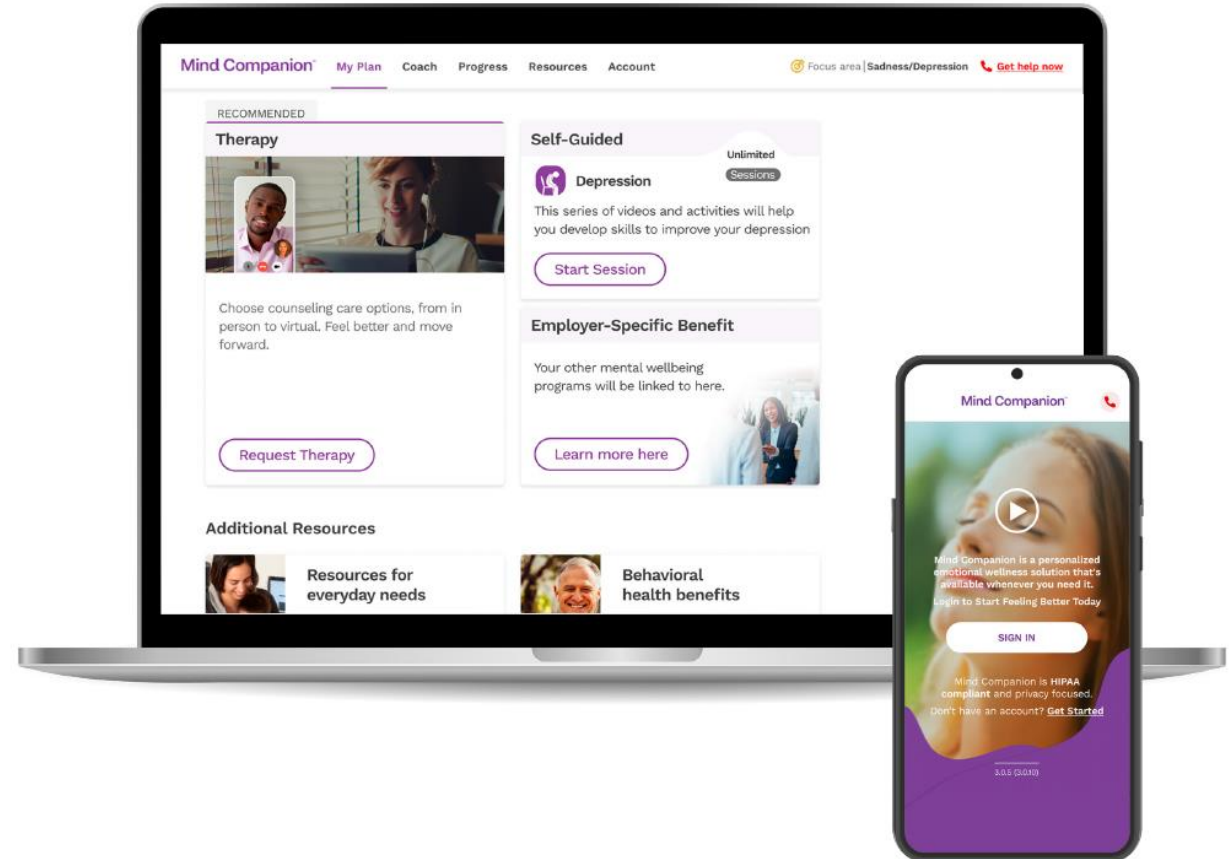 Mind Companion
My Plan
Coach
Progress
Resources
Account
Focus area | Sadness/Depression
Get help now
RECOMMENDED
Therapy
Choose counseling care options, from in
person to virtual. Feel better and move
forward.
Request Therapy
Self-Guided
Unlimited
Sessions
Depression
This series of videos and activities will help
you develop skills to improve your depression
Start Session
Employer-Specific Benefit
Your other mental wellbeing
programs will be linked to here.
Learn more here
Additional Resources
Resources for
everyday needs
Behavioral
health benefits
Mind Companion
Mind Companion is a personalized
emotional wellness solution that's
available whenever you need it.
Login to Start Feeling Better Today
SIGN IN
Mind Companion is HIPAA
compliant and privacy focused.
Don't have an account? Get Started
3.0.5 (3.0.10)